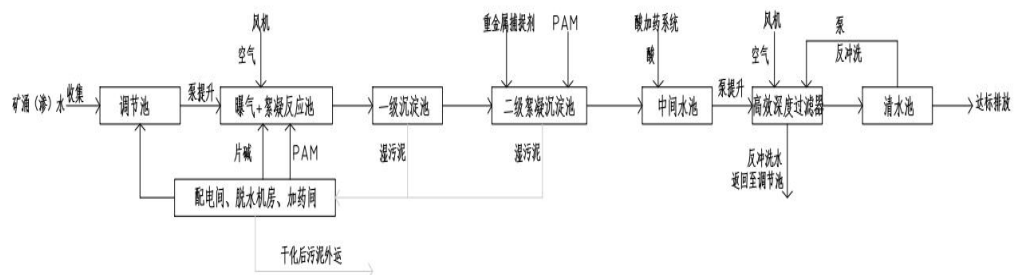 风机
重金属捕捉剂
PAM
酸加药系统
风机
泵
空气
酸
空气
反冲洗
矿涌（渗）水
收集
调节池
泵提升
曝气+絮凝反应池
一级沉淀池
二级絮凝沉淀池
中间水池
泵提升
高效深度过滤器
清水池
达标排放
片碱
PAM
湿污泥
湿污泥
反冲洗水
返回至调节池
配电间、脱水机房、加药间
干化后污泥外运